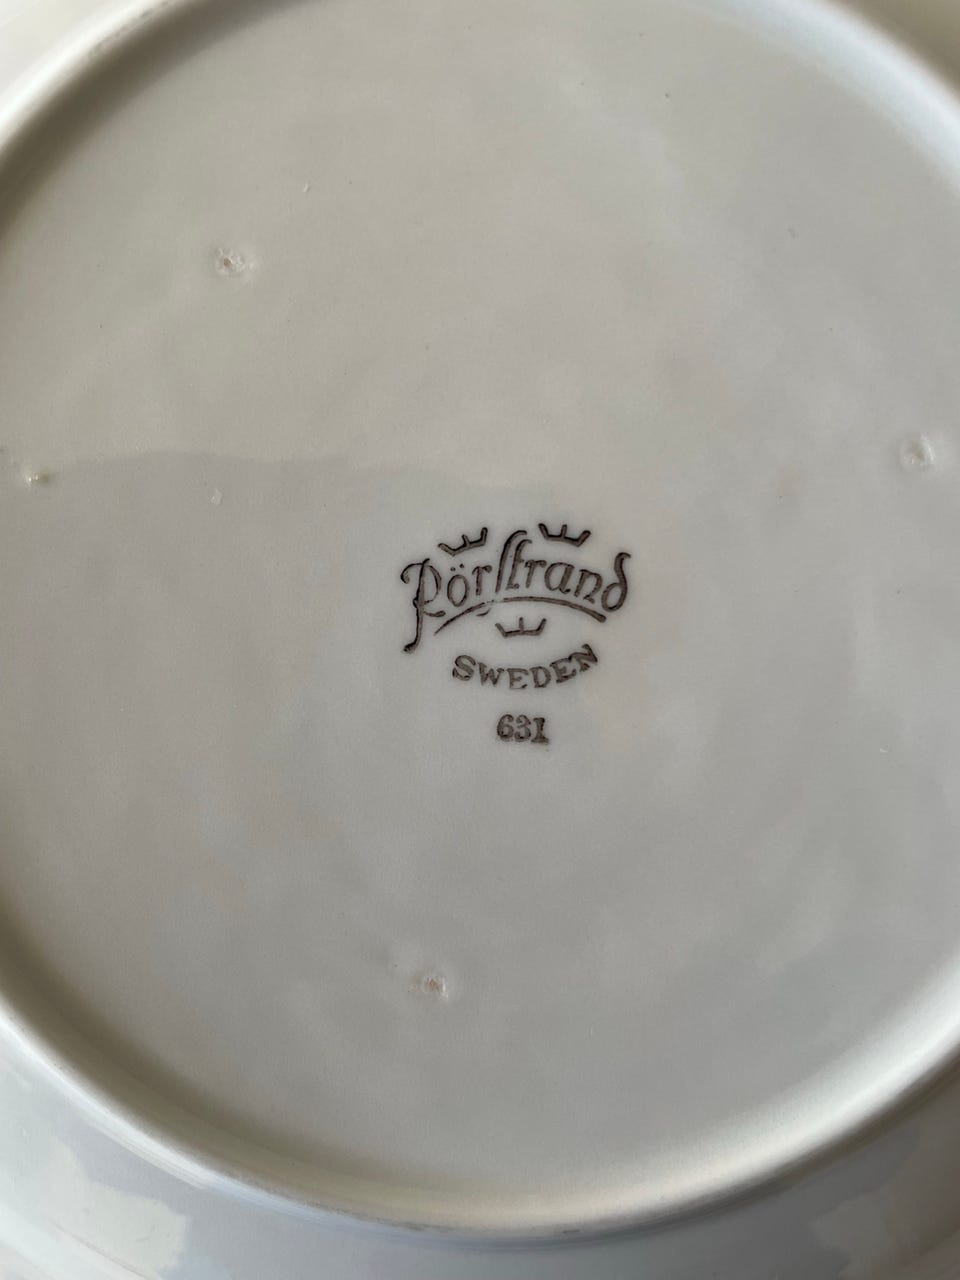 Rörstrand
SWEDEN
631